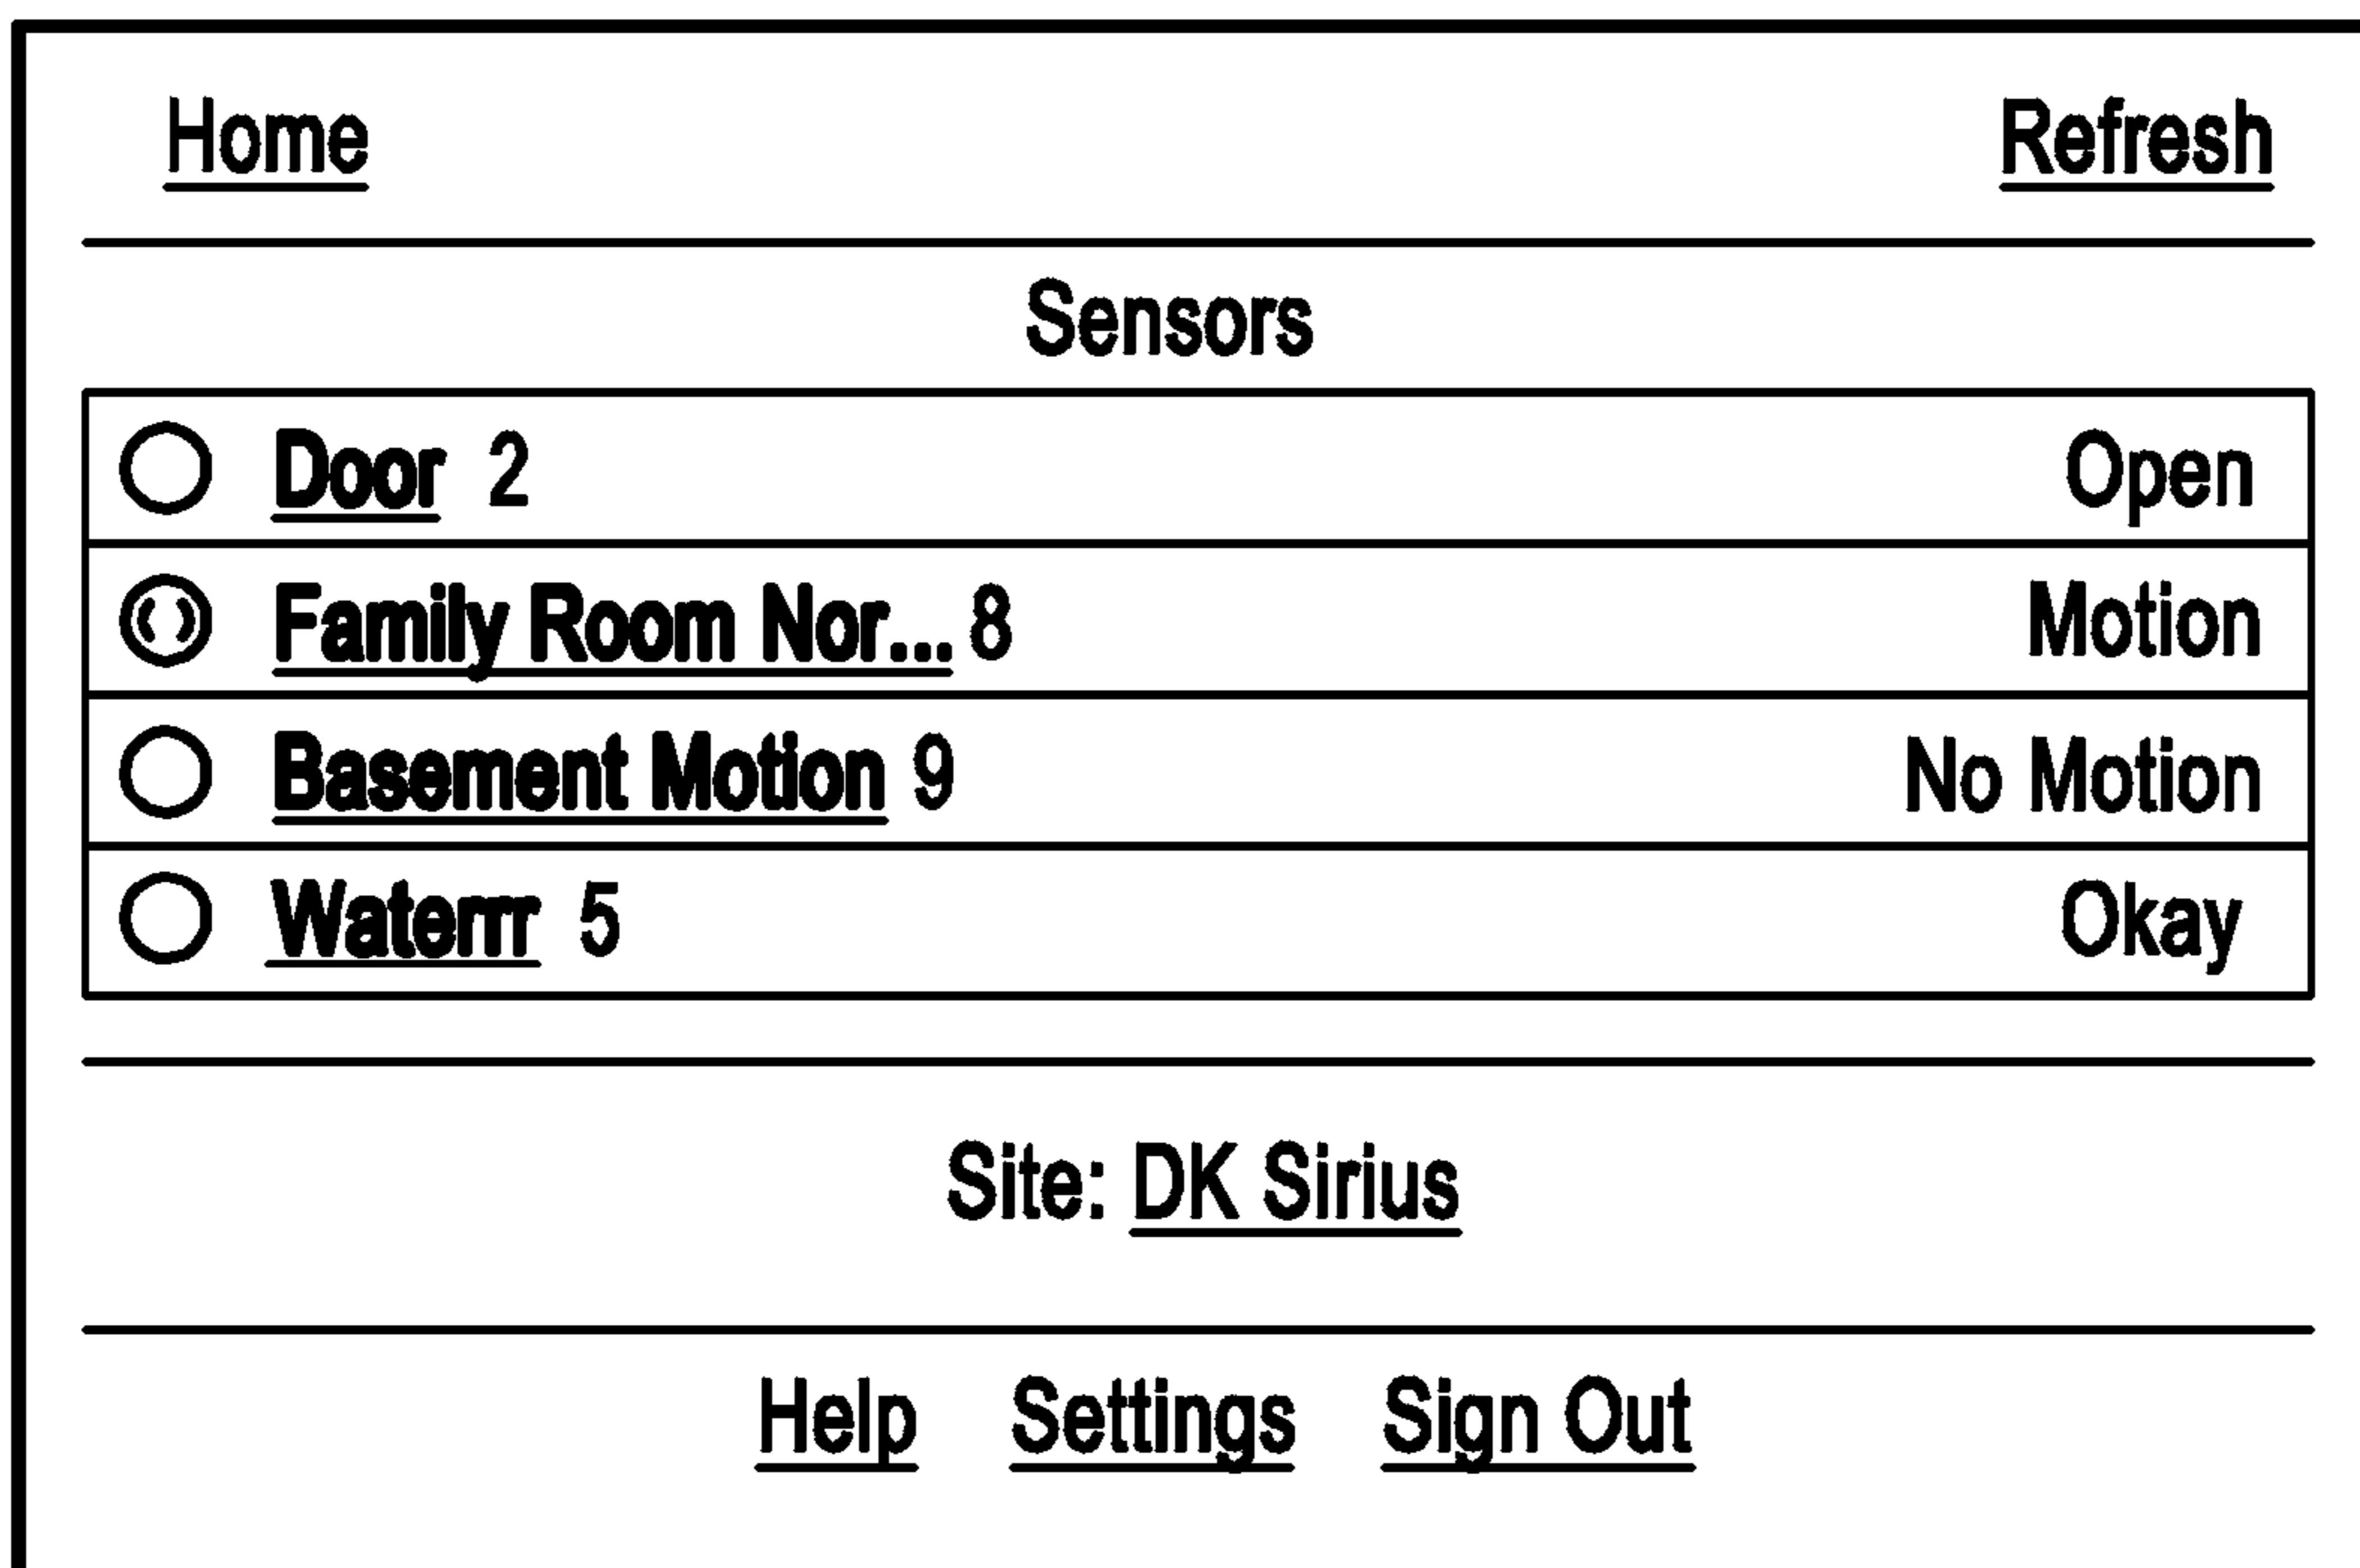 Home Refresh
Sensors
Door 2 Open
Family Room Nor... 8 Motion
Basement Motion 9 No Motion
Waterrr 5 Okay
Site: DK Sirius
Help Settings Sign Out